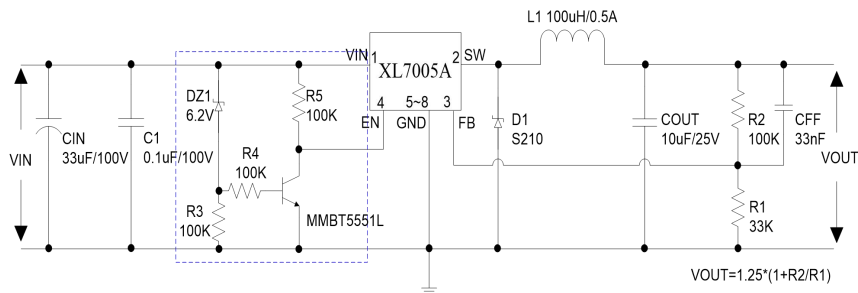 L1 100uH/0.5A
VIN 1
2 SW
XL7005A
DZ1
6.2V
R5
100K
4
5~8
3
EN
GND
FB
D1
S210
CIN
33uF/100V
C1
0.1uF/100V
COUT
10uF/25V
R2
100K
CFF
33nF
VIN
VOUT
R4
100K
R3
100K
MMBT5551L
R1
33K
VOUT=1.25*(1+R2/R1)